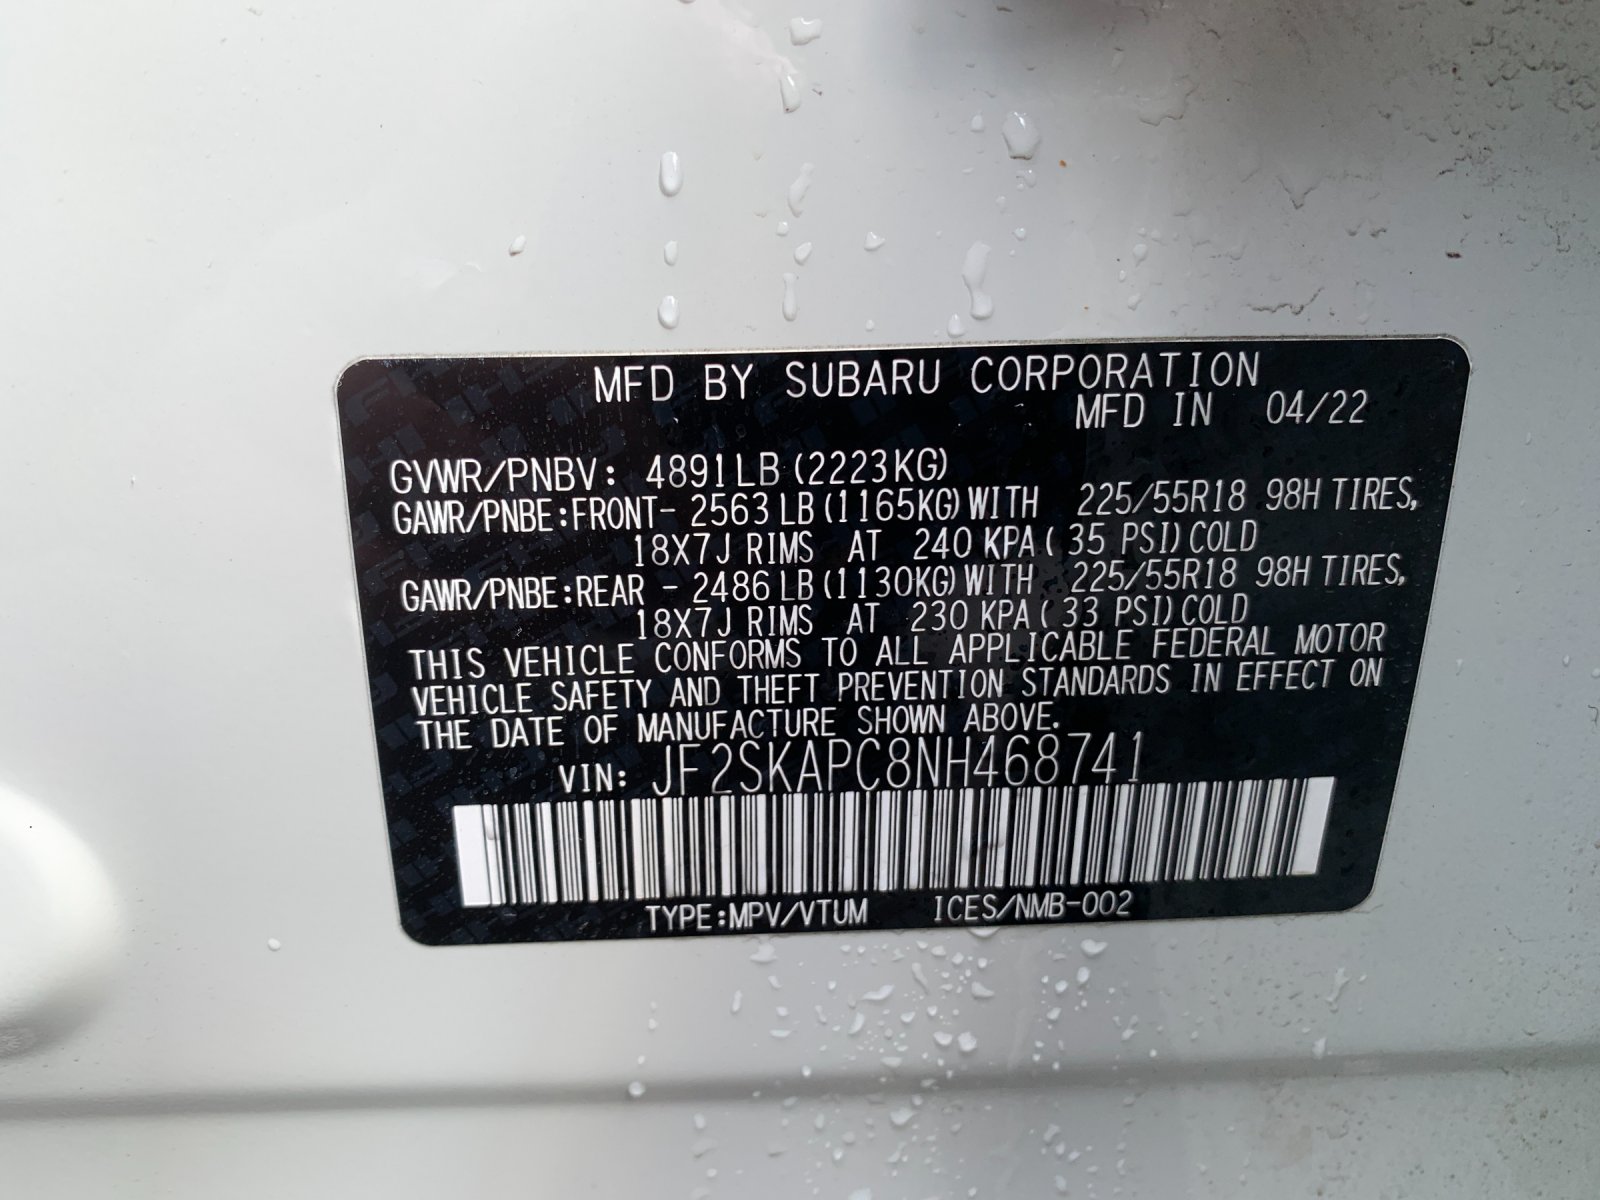 MFD BY SUBARU CORPORATION
MFD IN 04/22
GVWR/PNBV: 4891LB (2223KG)
GAWR/PNBE:FRONT- 2563 LB (1165KG) WITH 225/55R18 98H TIRES,
18X7J RIMS AT 240 KPA ( 35 PSI) COLD
GAWR/PNBE:REAR - 2486 LB (1130KG) WITH 225/55R18 98H TIRES,
18X7J RIMS AT 230 KPA ( 33 PSI) COLD
THIS VEHICLE CONFORMS TO ALL APPLICABLE FEDERAL MOTOR
VEHICLE SAFETY AND THEFT PREVENTION STANDARDS IN EFFECT ON
THE DATE OF MANUFACTURE SHOWN ABOVE.
VIN: JF2SKAPC8NH468741
TYPE:MPV/VTUM ICES/NMB-002